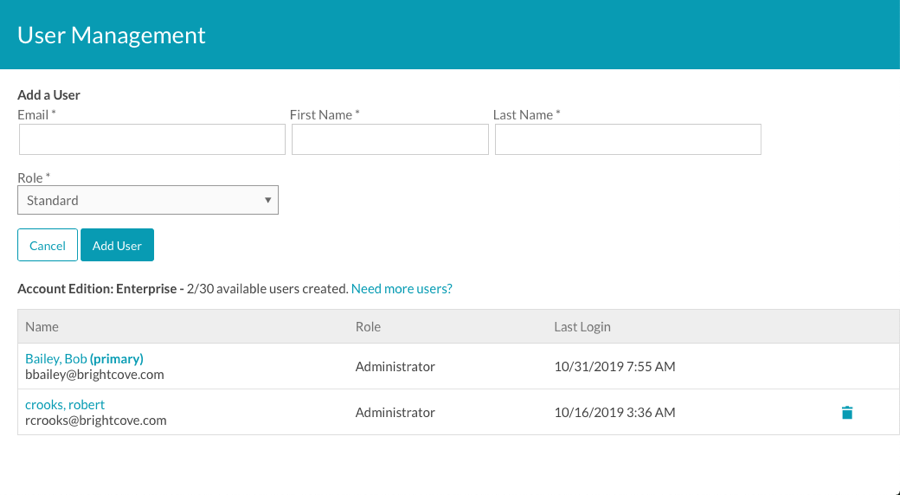 User Management
Add a User
Email * First Name * Last Name *
Role *
Standard
Cancel Add User
Account Edition: Enterprise - 2/30 available users created. Need more users?
Name Role Last Login
Bailey, Bob (primary)
bbailey@brightcove.com Administrator 10/31/2019 7:55 AM
crooks, robert
rcrooks@brightcove.com Administrator 10/16/2019 3:36 AM